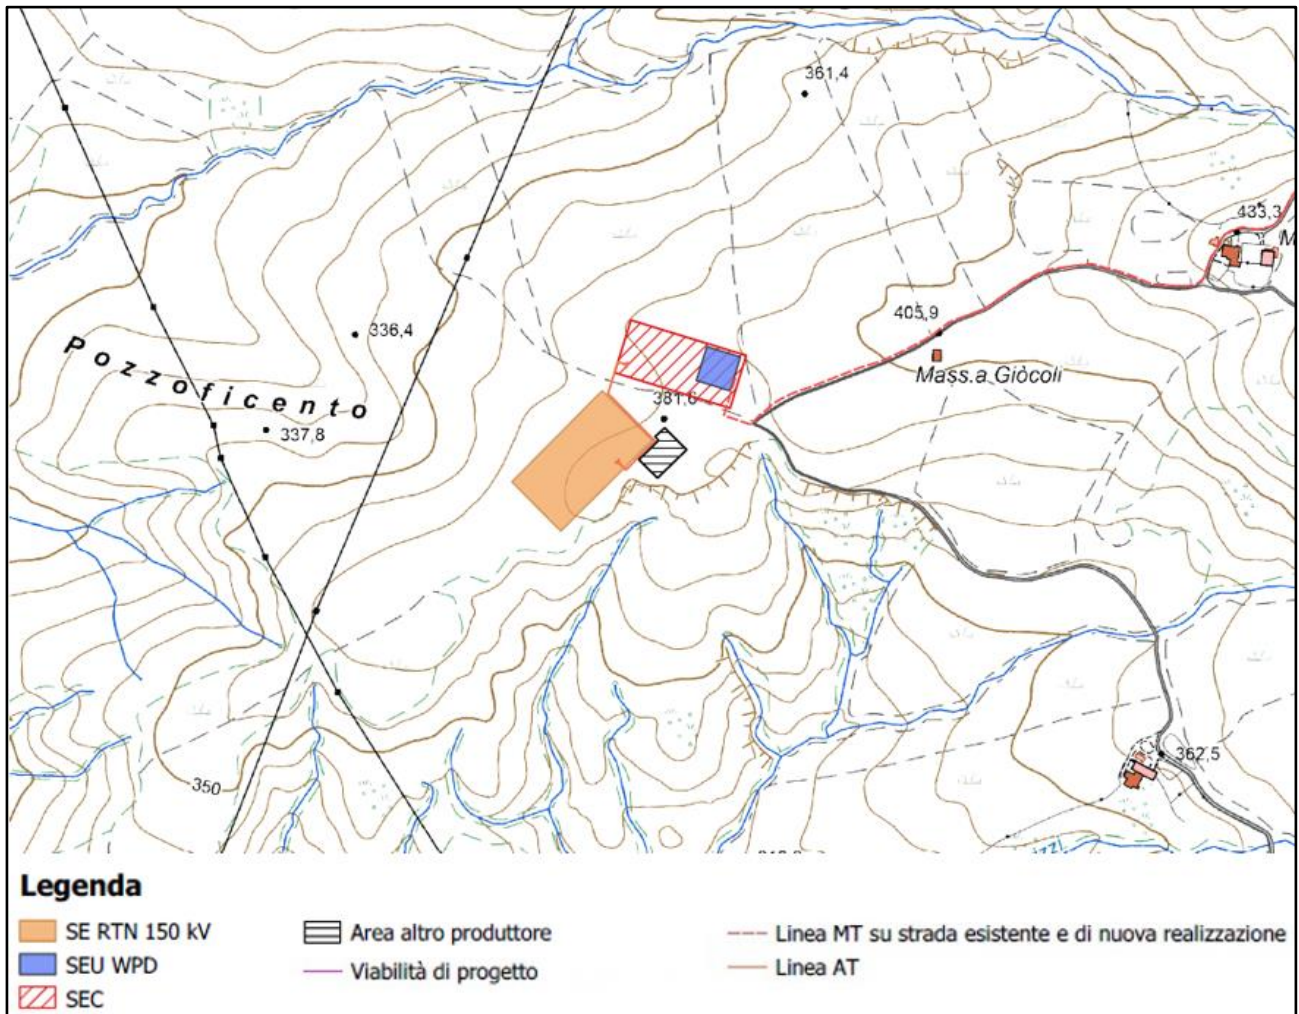 361,4
433,3
M
405,9
336,4
Pozzoficento
Mass.a Giòcoli
337,8
362,5
350
Legenda
SE RTN 150 kV
SEU WPD
SEC
Area altro produttore
Viabilità di progetto
Linea MT su strada esistente e di nuova realizzazione
Linea AT